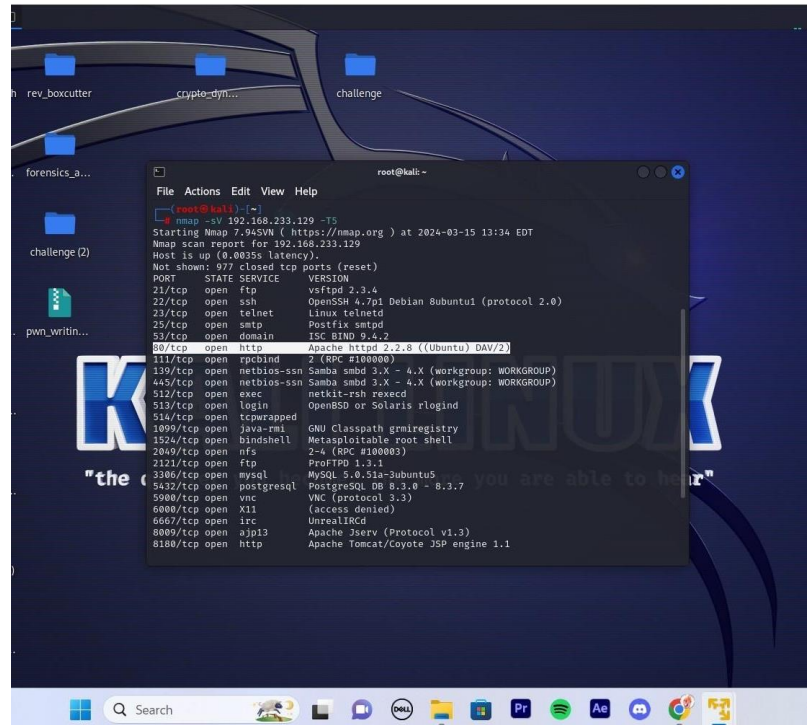 rev_boxcutter
crypto_dyn...
challenge
forensics_a...
challenge (2)
pwn_writin...
root@kali: ~
File Actions Edit View Help
(root㉿kali)-[~]
# nmap -sV 192.168.233.129 -T5
Starting Nmap 7.94SVN ( https://nmap.org ) at 2024-03-15 13:34 EDT
Nmap scan report for 192.168.233.129
Host is up (0.0035s latency).
Not shown: 977 closed tcp ports (reset)
PORT STATE SERVICE VERSION
21/tcp open ftp vsftpd 2.3.4
22/tcp open ssh OpenSSH 4.7p1 Debian 8ubuntu1 (protocol 2.0)
23/tcp open telnet Linux telnetd
25/tcp open smtp Postfix smtpd
53/tcp open domain ISC BIND 9.4.2
80/tcp open http Apache httpd 2.2.8 ((Ubuntu) DAV/2)
111/tcp open rpcbind 2 (RPC #100000)
139/tcp open netbios-ssn Samba smbd 3.X - 4.X (workgroup: WORKGROUP)
445/tcp open netbios-ssn Samba smbd 3.X - 4.X (workgroup: WORKGROUP)
512/tcp open exec netkit-rsh rexecd
513/tcp open login OpenBSD or Solaris rlogind
514/tcp open tcpwrapped
1099/tcp open java-rmi GNU Classpath grmiregistry
1524/tcp open bindshell Metasploitable root shell
2049/tcp open nfs 2-4 (RPC #100003)
2121/tcp open ftp ProFTPD 1.3.1
3306/tcp open mysql MySQL 5.0.51a-3ubuntu5
5432/tcp open postgresql PostgreSQL DB 8.3.0 - 8.3.7
5900/tcp open vnc VNC (protocol 3.3)
6000/tcp open X11 (access denied)
6667/tcp open irc UnrealIRCd
8009/tcp open ajp13 Apache Jserv (Protocol v1.3)
8180/tcp open http Apache Tomcat/Coyote JSP engine 1.1
KALI LINUX
"the you are able to hear"
Search
DELL
Pr
Ae